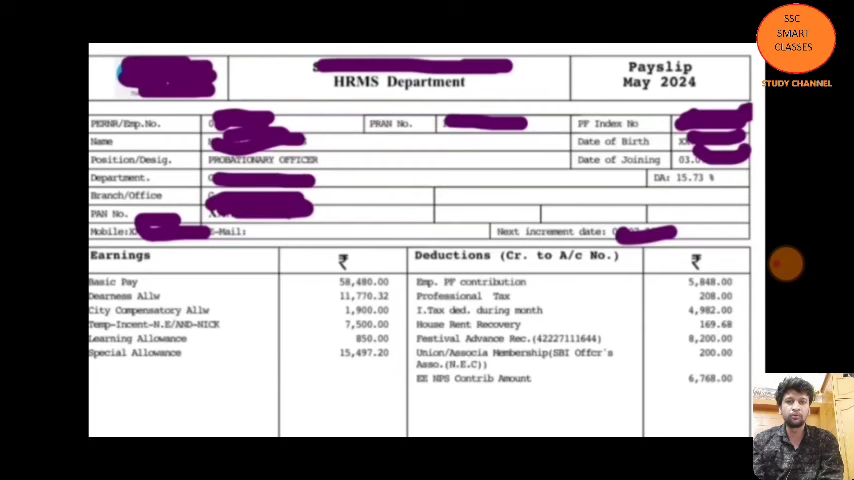 SSC
SMART
CLASSES
STUDY CHANNEL
HRMS Department
Payslip
May 2024
PERNR/Emp.No. PRAN No. PF Index No
Name Date of Birth
Position/Desig. PROBATIONARY OFFICER Date of Joining 03.
Department. DA: 15.73 %
Branch/Office
PAN No.
Mobile: E-Mail: Next increment date:
Earnings ₹ Deductions (Cr. to A/c No.) ₹
Basic Pay 58,480.00 Emp. PF contribution 5,848.00
Dearness Allw 11,770.32 Professional Tax 208.00
City Compensatory Allw 1,900.00 I.Tax ded. during month 4,982.00
Temp-Incent-N.E/AND-NICK 7,500.00 House Rent Recovery 169.68
Learning Allowance 850.00 Festival Advance Rec.(42227111644) 8,200.00
Special Allowance 15,497.20 Union/Associa Membership(SBI Offcr's 200.00
Asso.(N.E.C))
EE NPS Contrib Amount 6,768.00